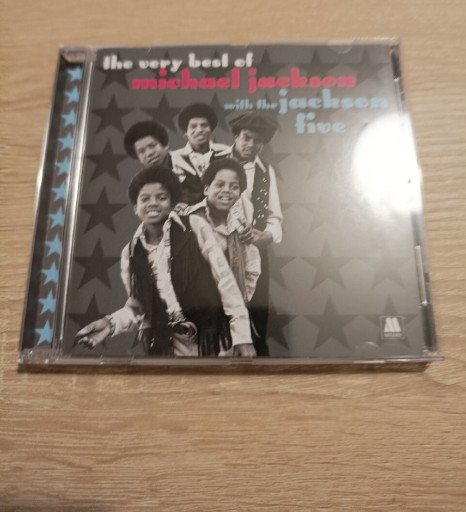 the very best of
michael jackson
with the jackson
five